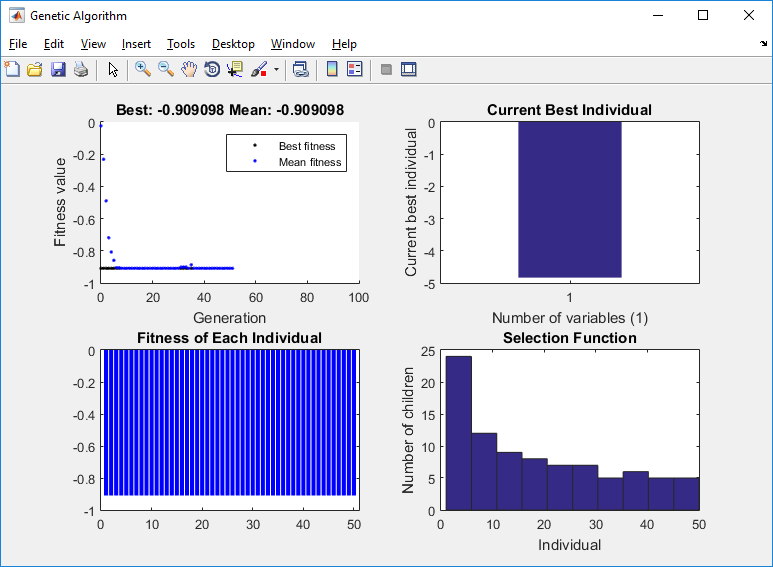 Genetic Algorithm
File Edit View Insert Tools Desktop Window Help
Best: -0.909098 Mean: -0.909098
Fitness value
0
-0.2
-0.4
-0.6
-0.8
-1
Best fitness
Mean fitness
0 20 40 60 80 100
Generation
Current Best Individual
Current best individual
0
-1
-2
-3
-4
-5
1
Number of variables (1)
Fitness of Each Individual
0
-0.2
-0.4
-0.6
-0.8
-1
0 10 20 30 40 50
Selection Function
Number of children
25
20
15
10
5
0
0 10 20 30 40 50
Individual